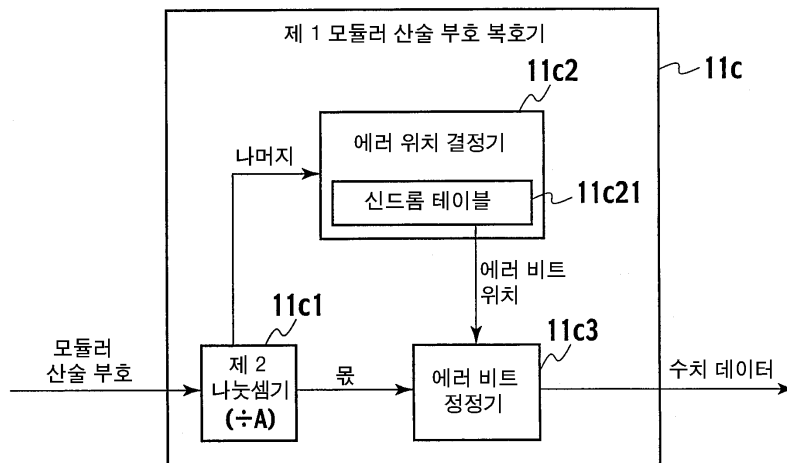 제 1 모듈러 산술 부호 복호기
11c
11c2
에러 위치 결정기
나머지
신드롬 테이블
11c21
에러 비트
위치
11c1
11c3
모듈러
산술 부호
제 2
나눗셈기
(÷A)
몫
에러 비트
정정기
수치 데이터